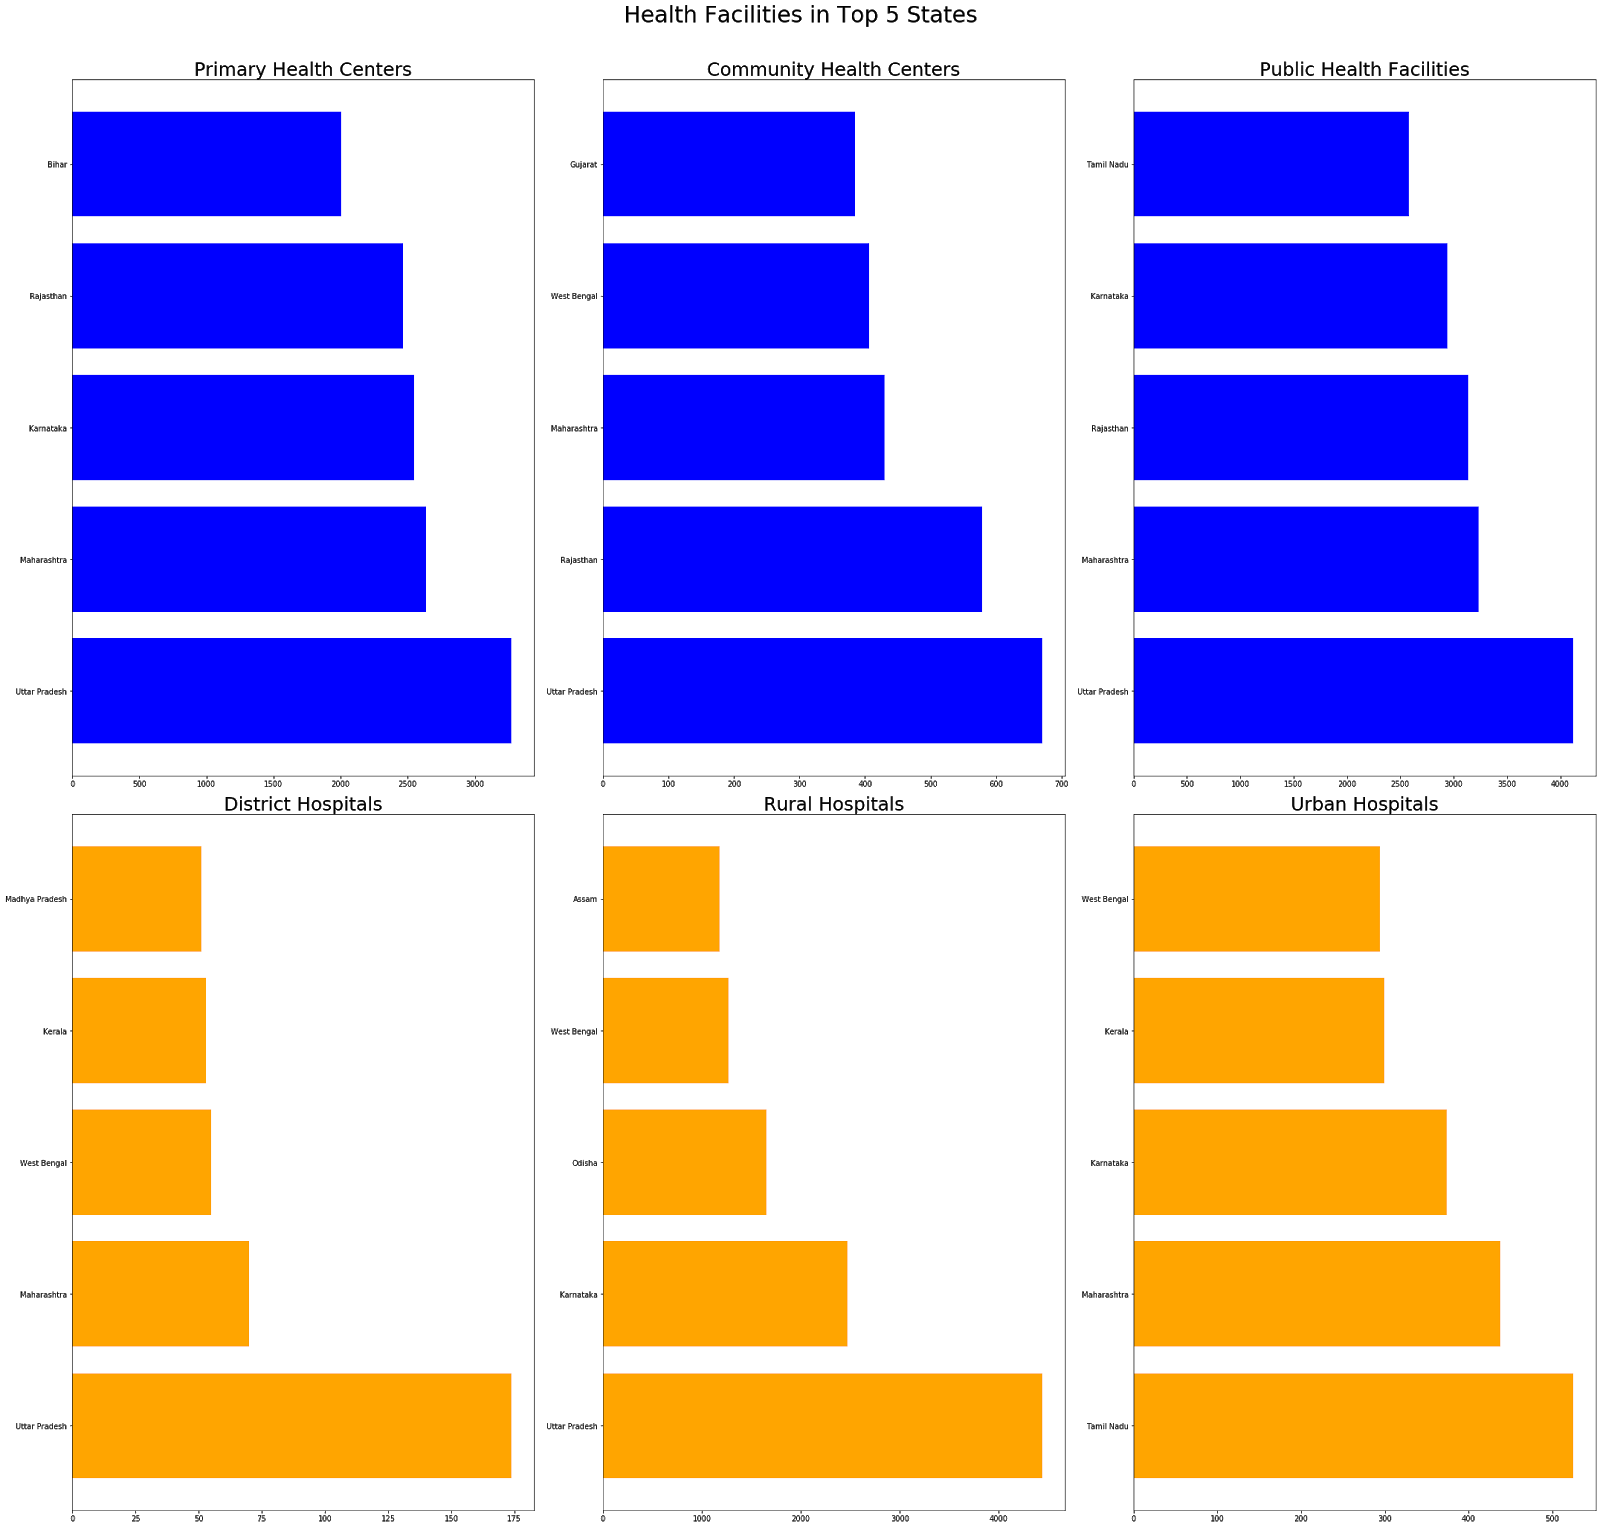 Health Facilities in Top 5 States
Primary Health Centers
Bihar
Rajasthan
Karnataka
Maharashtra
Uttar Pradesh
0 500 1000 1500 2000 2500 3000
Community Health Centers
Gujarat
West Bengal
Maharashtra
Rajasthan
Uttar Pradesh
0 100 200 300 400 500 600 700
Public Health Facilities
Tamil Nadu
Karnataka
Rajasthan
Maharashtra
Uttar Pradesh
0 500 1000 1500 2000 2500 3000 3500 4000
District Hospitals
Madhya Pradesh
Kerala
West Bengal
Maharashtra
Uttar Pradesh
0 25 50 75 100 125 150 175
Rural Hospitals
Assam
West Bengal
Odisha
Karnataka
Uttar Pradesh
0 1000 2000 3000 4000
Urban Hospitals
West Bengal
Kerala
Karnataka
Maharashtra
Tamil Nadu
0 100 200 300 400 500